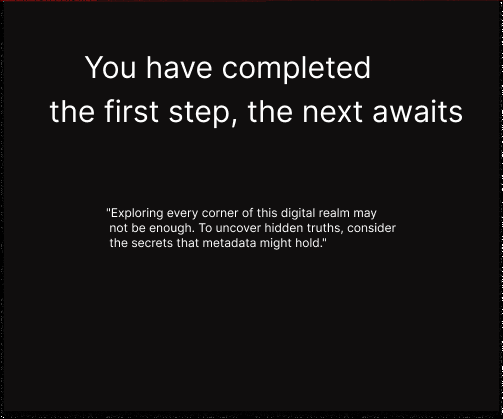 You have completed
the first step, the next awaits
"Exploring every corner of this digital realm may
not be enough. To uncover hidden truths, consider
the secrets that metadata might hold."